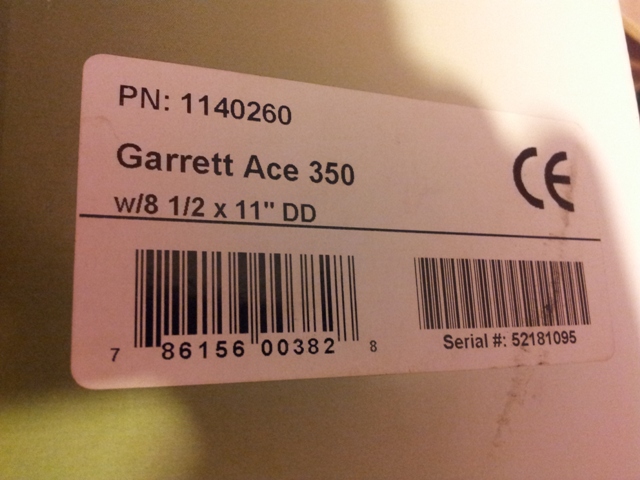 PN: 1140260
Garrett Ace 350
w/8 1/2 x 11" DD
CE
7 86156 00382 8
Serial #: 52181095